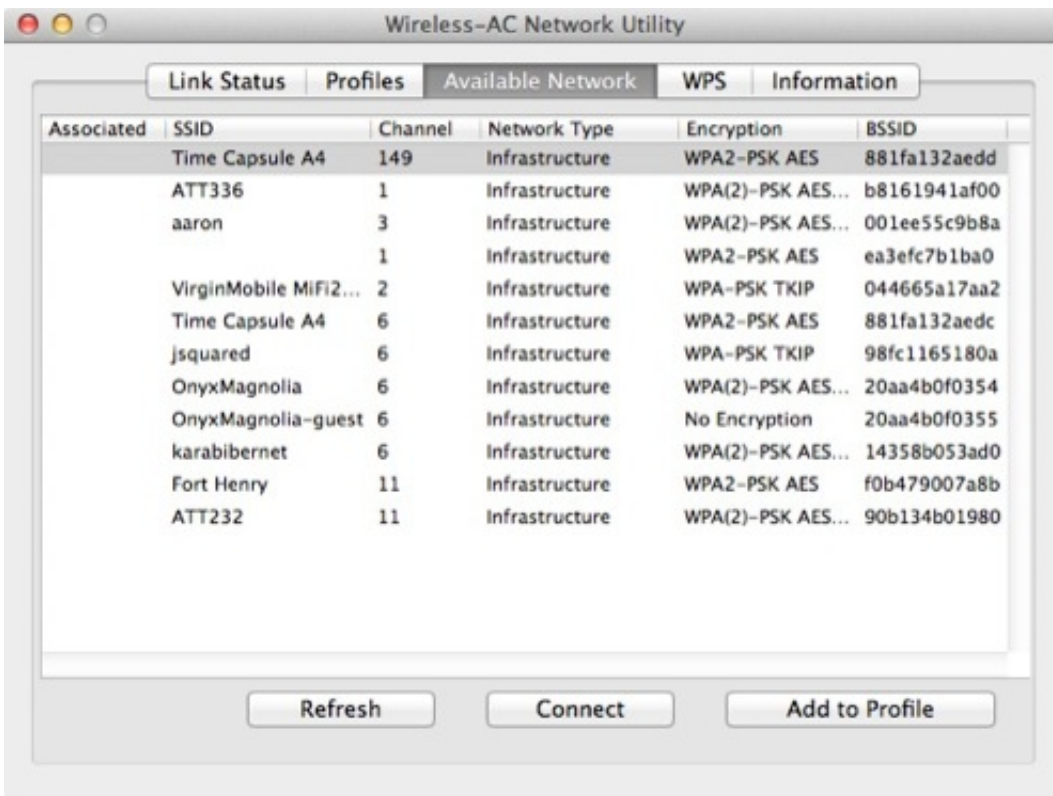 Wireless-AC Network Utility
Link Status Profiles Available Network WPS Information
Associated SSID Channel Network Type Encryption BSSID
Time Capsule A4 149 Infrastructure WPA2-PSK AES 881fa132aedd
ATT336 1 Infrastructure WPA(2)-PSK AES... b8161941af00
aaron 3 Infrastructure WPA(2)-PSK AES... 001ee55c9b8a
1 Infrastructure WPA2-PSK AES ea3efc7b1ba0
VirginMobile MiFi2... 2 Infrastructure WPA-PSK TKIP 044665a17aa2
Time Capsule A4 6 Infrastructure WPA2-PSK AES 881fa132aedc
jsquared 6 Infrastructure WPA-PSK TKIP 98fc1165180a
OnyxMagnolia 6 Infrastructure WPA(2)-PSK AES... 20aa4b0f0354
OnyxMagnolia-guest 6 Infrastructure No Encryption 20aa4b0f0355
karabibernet 6 Infrastructure WPA(2)-PSK AES... 14358b053ad0
Fort Henry 11 Infrastructure WPA2-PSK AES f0b479007a8b
ATT232 11 Infrastructure WPA(2)-PSK AES... 90b134b01980
Refresh Connect Add to Profile